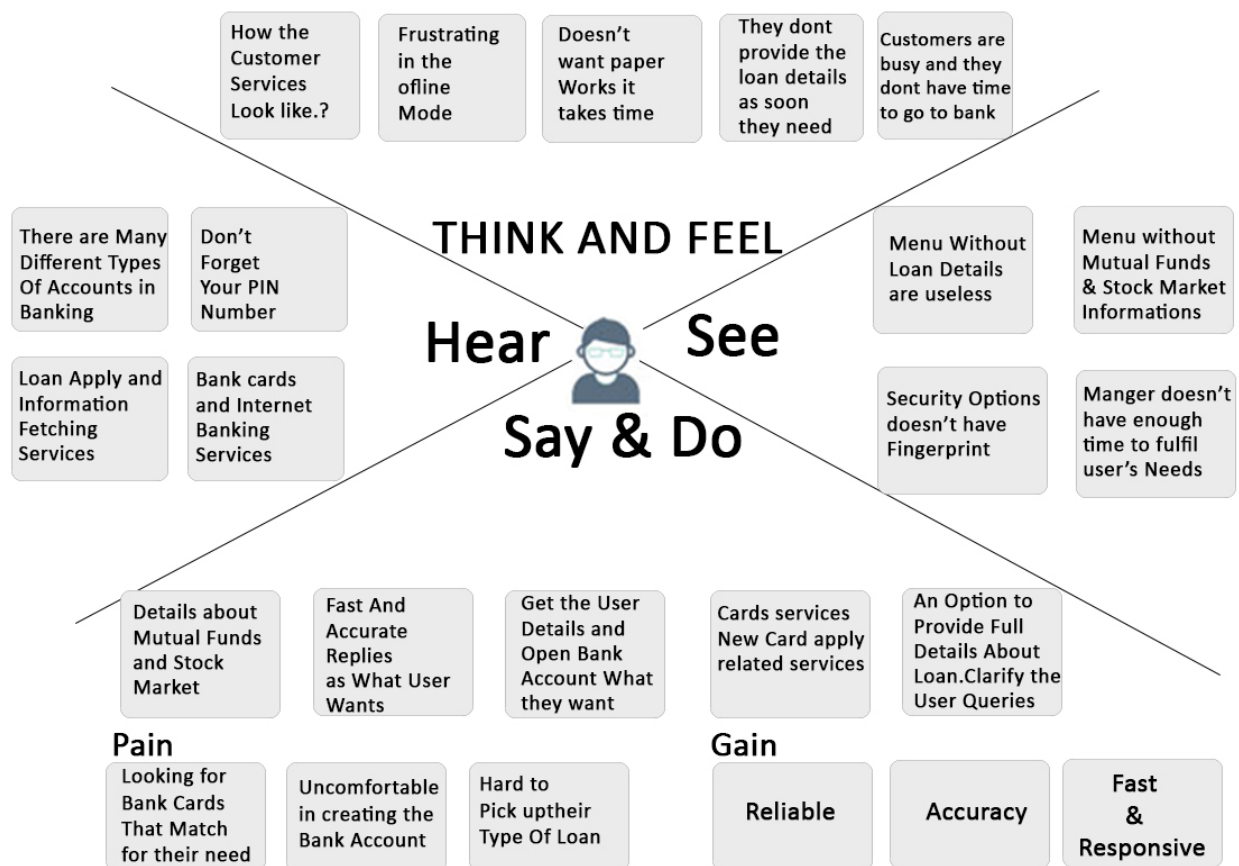 How the
Customer
Services
Look like.?
Frustrating
in the
ofline
Mode
Doesn't
want paper
Works it
takes time
They dont
provide the
loan details
as soon
they need
Customers are
busy and they
dont have time
to go to bank
THINK AND FEEL
There are Many
Different Types
Of Accounts in
Banking
Don't
Forget
Your PIN
Number
Loan Apply and
Information
Fetching
Services
Bank cards
and Internet
Banking
Services
Hear
See
Menu Without
Loan Details
are useless
Menu without
Mutual Funds
& Stock Market
Informations
Security Options
doesn't have
Fingerprint
Manger doesn't
have enough
time to fulfil
user's Needs
Say & Do
Details about
Mutual Funds
and Stock
Market
Fast And
Accurate
Replies
as What User
Wants
Get the User
Details and
Open Bank
Account What
they want
Cards services
New Card apply
related services
An Option to
Provide Full
Details About
Loan.Clarify the
User Queries
Pain
Looking for
Bank Cards
That Match
for their need
Uncomfortable
in creating the
Bank Account
Hard to
Pick uptheir
Type Of Loan
Gain
Reliable
Accuracy
Fast
&
Responsive